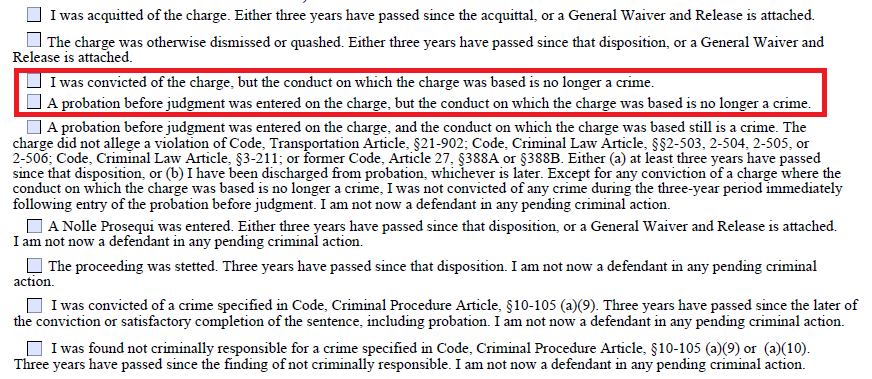 I was acquitted of the charge. Either three years have passed since the acquittal, or a General Waiver and Release is attached.
The charge was otherwise dismissed or quashed. Either three years have passed since that disposition, or a General Waiver and
Release is attached.
I was convicted of the charge, but the conduct on which the charge was based is no longer a crime.
A probation before judgment was entered on the charge, but the conduct on which the charge was based is no longer a crime.
A probation before judgment was entered on the charge, and the conduct on which the charge was based still is a crime. The
charge did not allege a violation of Code, Transportation Article, §21-902; Code, Criminal Law Article, §§2-503, 2-504, 2-505, or
2-506; Code, Criminal Law Article, §3-211; or former Code, Article 27, §388A or §388B. Either (a) at least three years have passed
since that disposition, or (b) I have been discharged from probation, whichever is later. Except for any conviction of a charge where the
conduct on which the charge was based is no longer a crime, I was not convicted of any crime during the three-year period immediately
following entry of the probation before judgment. I am not now a defendant in any pending criminal action.
A Nolle Prosequi was entered. Either three years have passed since that disposition, or a General Waiver and Release is attached.
I am not now a defendant in any pending criminal action.
The proceeding was stetted. Three years have passed since that disposition. I am not now a defendant in any pending criminal
action.
I was convicted of a crime specified in Code, Criminal Procedure Article, §10-105 (a)(9). Three years have passed since the later of
the conviction or satisfactory completion of the sentence, including probation. I am not now a defendant in any pending criminal action.
I was found not criminally responsible for a crime specified in Code, Criminal Procedure Article, §10-105 (a)(9) or (a)(10).
Three years have passed since the finding of not criminally responsible. I am not now a defendant in any pending criminal action.